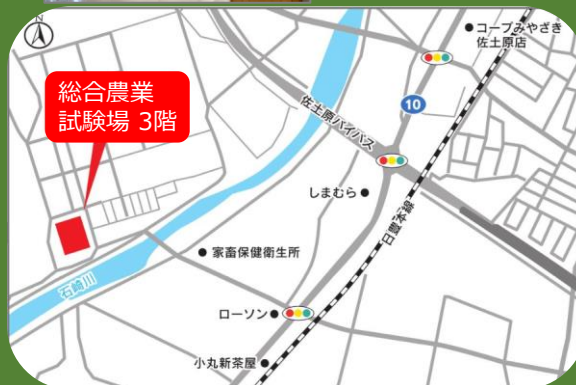 N
コープみやざき
佐土原店
総合農業
試験場 3階
10
佐土原バイパス
しまむら
日豊本線
家畜保健衛生所
石崎川
ローソン
小丸新茶屋